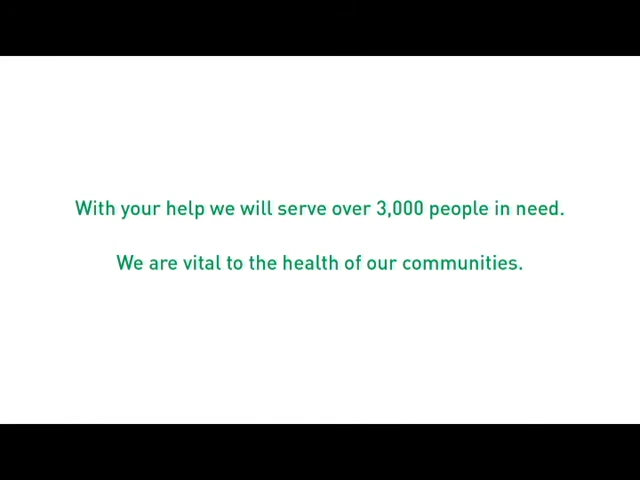 With your help we will serve over 3,000 people in need.
We are vital to the health of our communities.